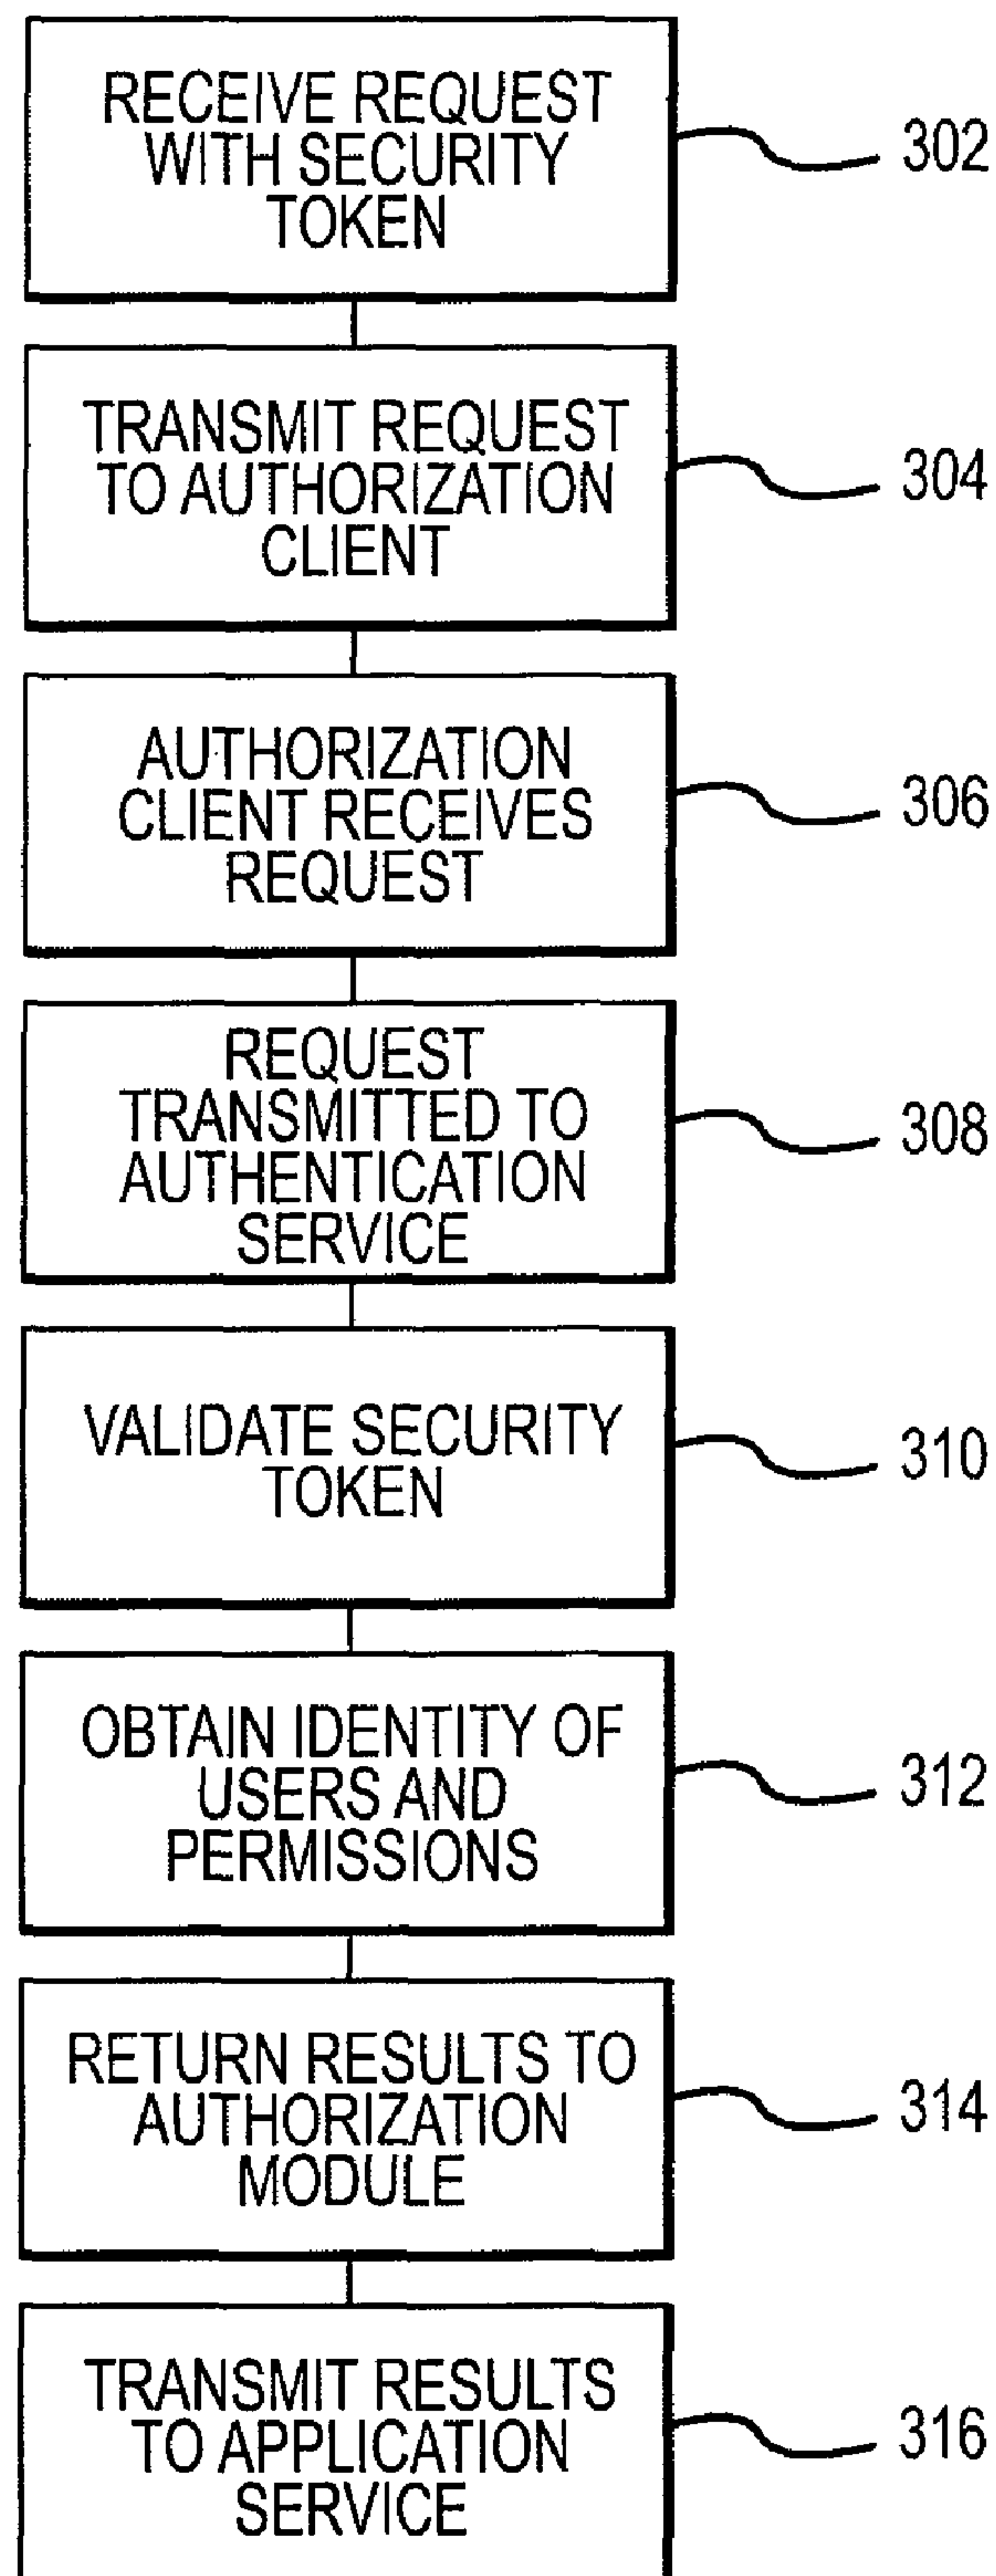 RECEIVE REQUEST
WITH SECURITY
TOKEN
302
TRANSMIT REQUEST
TO AUTHORIZATION
CLIENT
304
AUTHORIZATION
CLIENT RECEIVES
REQUEST
306
REQUEST
TRANSMITTED TO
AUTHENTICATION
SERVICE
308
VALIDATE SECURITY
TOKEN
310
OBTAIN IDENTITY OF
USERS AND
PERMISSIONS
312
RETURN RESULTS TO
AUTHORIZATION
MODULE
314
TRANSMIT RESULTS
TO APPLICATION
SERVICE
316